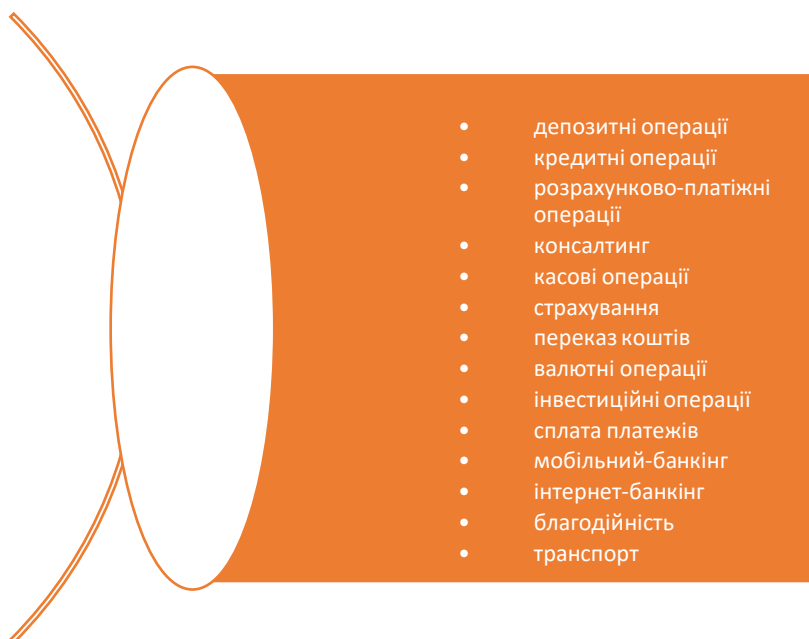 • депозитні операції
• кредитні операції
• розрахунково-платіжні
операції
• консалтинг
• касові операції
• страхування
• переказ коштів
• валютні операції
• інвестиційні операції
• сплата платежів
• мобільний-банкінг
• інтернет-банкінг
• благодійність
• транспорт